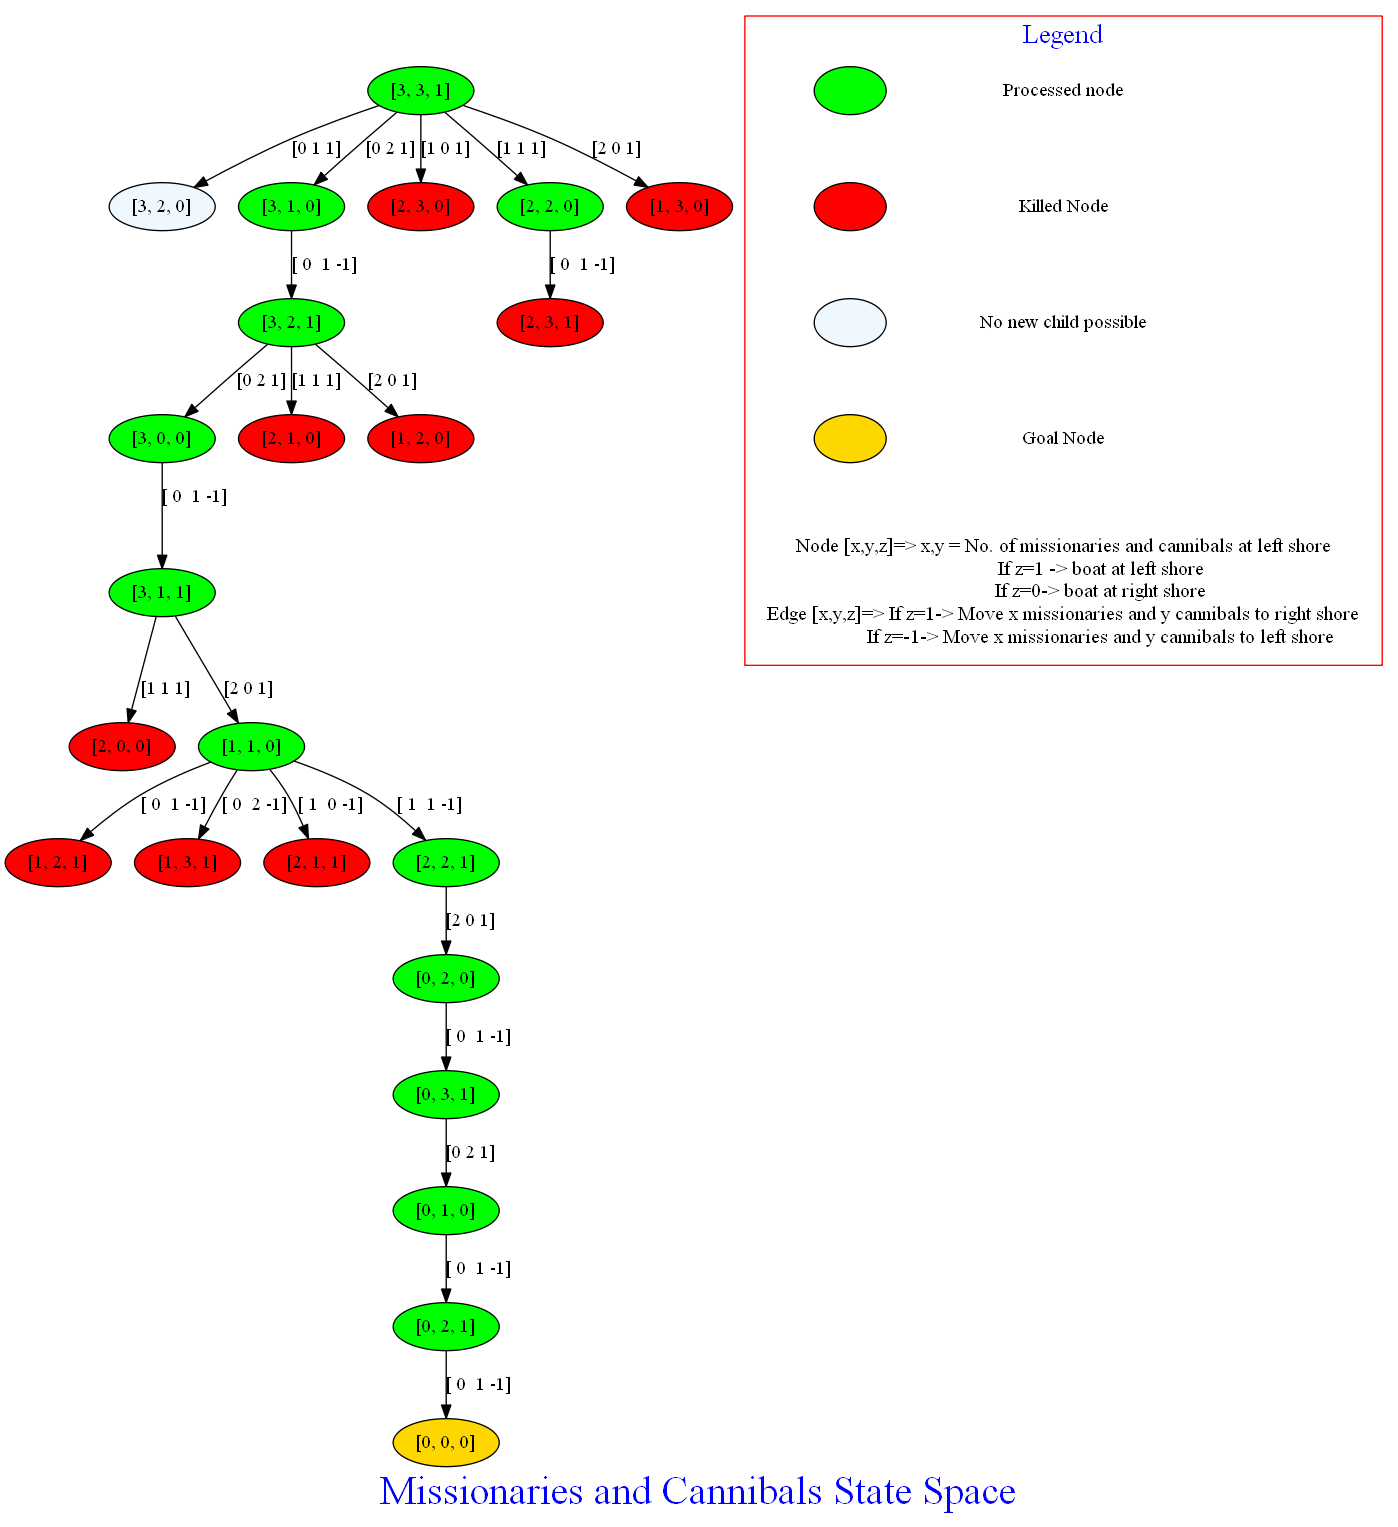 Legend
Processed node
Killed Node
No new child possible
Goal Node
Node [x,y,z]=> x,y = No. of missionaries and cannibals at left shore
If z=1 -> boat at left shore
If z=0-> boat at right shore
Edge [x,y,z]=> If z=1-> Move x missionaries and y cannibals to right shore
If z=-1-> Move x missionaries and y cannibals to left shore
[3, 3, 1]
[0 1 1] [0 2 1] [1 0 1] [1 1 1] [2 0 1]
[3, 2, 0] [3, 1, 0] [2, 3, 0] [2, 2, 0] [1, 3, 0]
[ 0  1 -1] [ 0  1 -1]
[3, 2, 1] [2, 3, 1]
[0 2 1] [1 1 1] [2 0 1]
[3, 0, 0] [2, 1, 0] [1, 2, 0]
[ 0  1 -1]
[3, 1, 1]
[1 1 1] [2 0 1]
[2, 0, 0] [1, 1, 0]
[ 0  1 -1] [ 0  2 -1] [ 1  0 -1] [ 1  1 -1]
[1, 2, 1] [1, 3, 1] [2, 1, 1] [2, 2, 1]
[2 0 1]
[0, 2, 0]
[ 0  1 -1]
[0, 3, 1]
[0 2 1]
[0, 1, 0]
[ 0  1 -1]
[0, 2, 1]
[ 0  1 -1]
[0, 0, 0]
Missionaries and Cannibals State Space